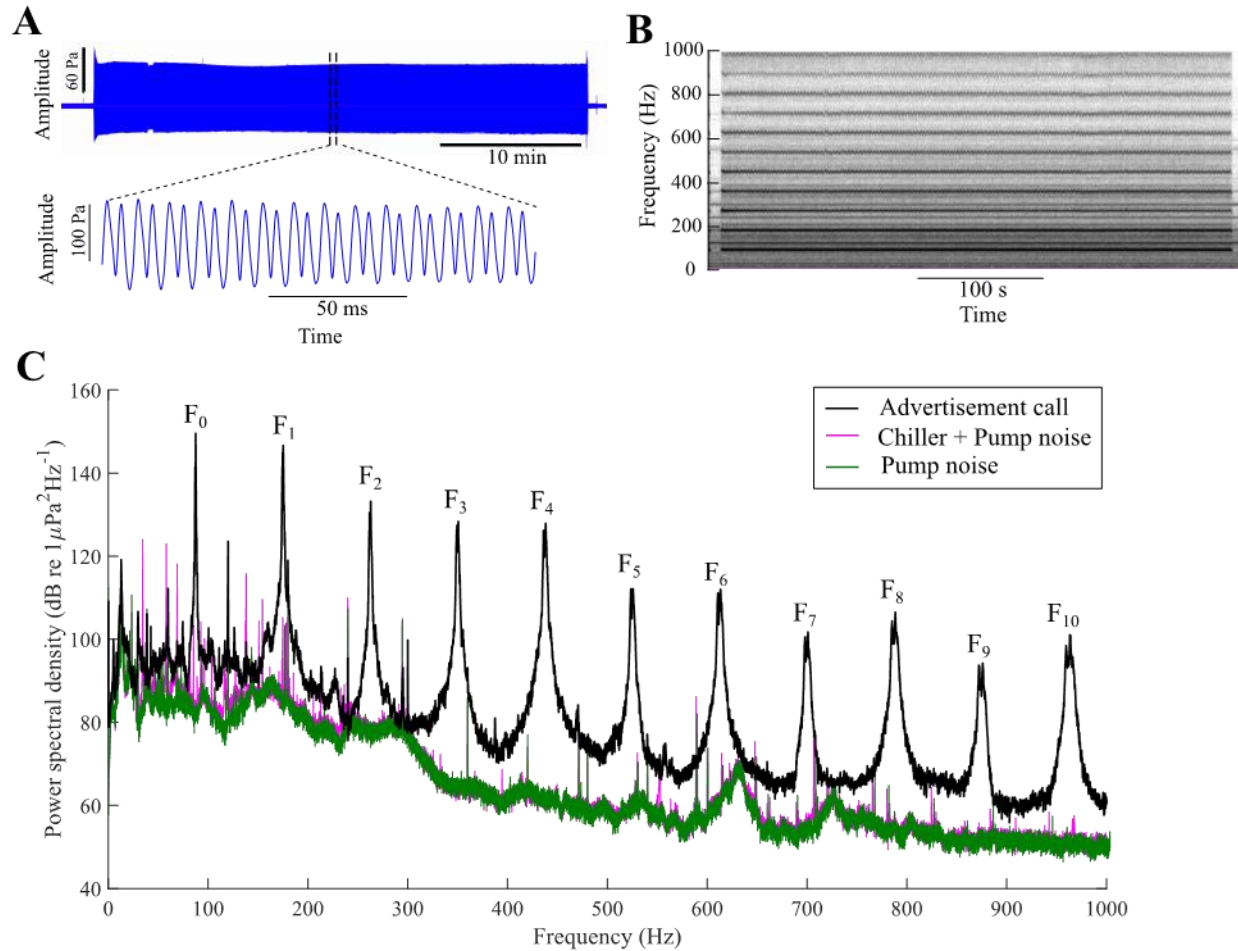 A
Amplitude
60 Pa
10 min
Amplitude
100 Pa
50 ms
Time
B
Frequency (Hz)
1000
800
600
400
200
0
100 s
Time
C
Power spectral density (dB re 1μPa²Hz⁻¹)
160
140
120
100
80
60
40
F₀
F₁
F₂
F₃
F₄
F₅
F₆
F₇
F₈
F₉
F₁₀
Advertisement call
Chiller + Pump noise
Pump noise
0 100 200 300 400 500 600 700 800 900 1000
Frequency (Hz)